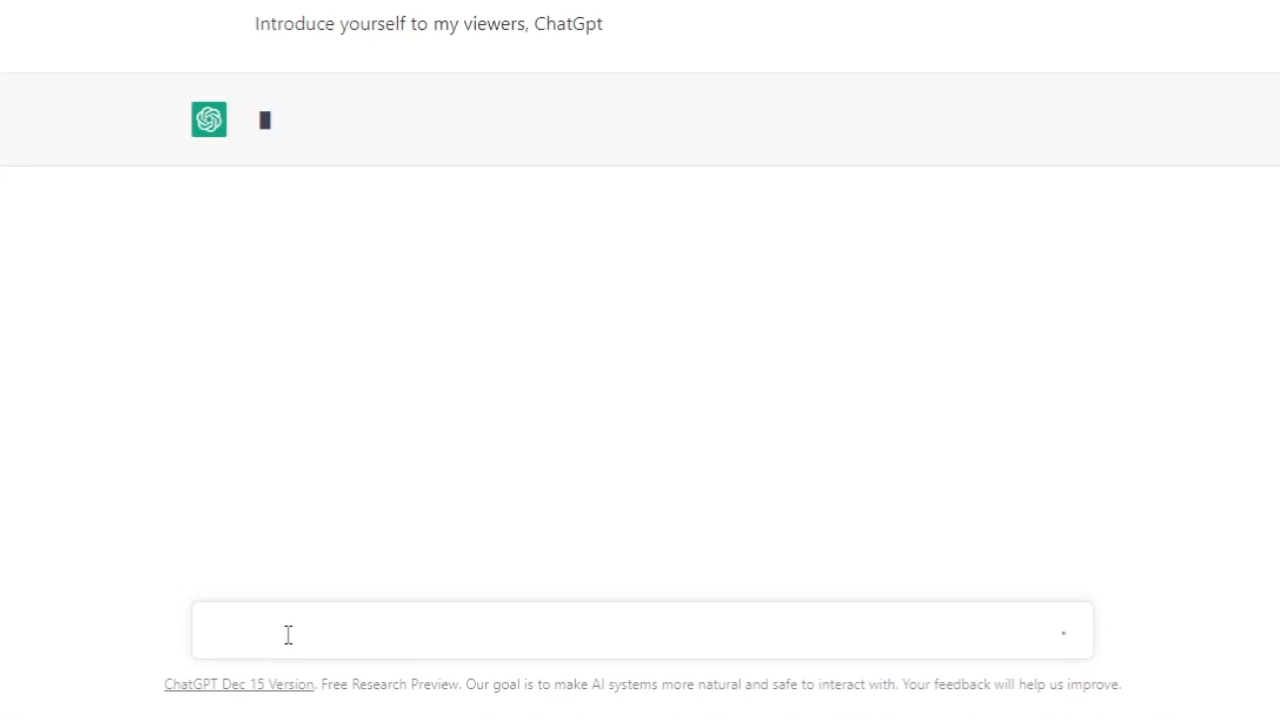 Introduce yourself to my viewers, ChatGpt
ChatGPT Dec 15 Version. Free Research Preview. Our goal is to make AI systems more natural and safe to interact with. Your feedback will help us improve.